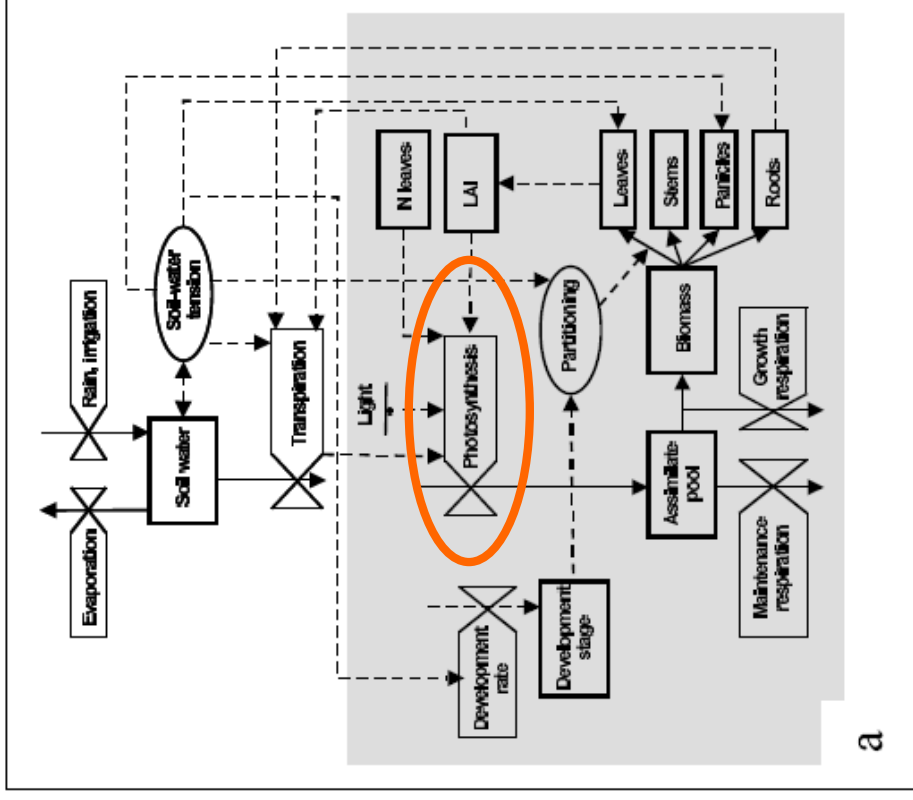 Evaporation
Rain, irrigation
Soil water
Soil-water
tension
Transpiration
Light
N leaves
LAI
Photosynthesis
Development
rate
Development
stage
Partitioning
Leaves
Stems
Panicles
Roots
Biomass
Assimilate
pool
Maintenance
respiration
Growth
respiration
a